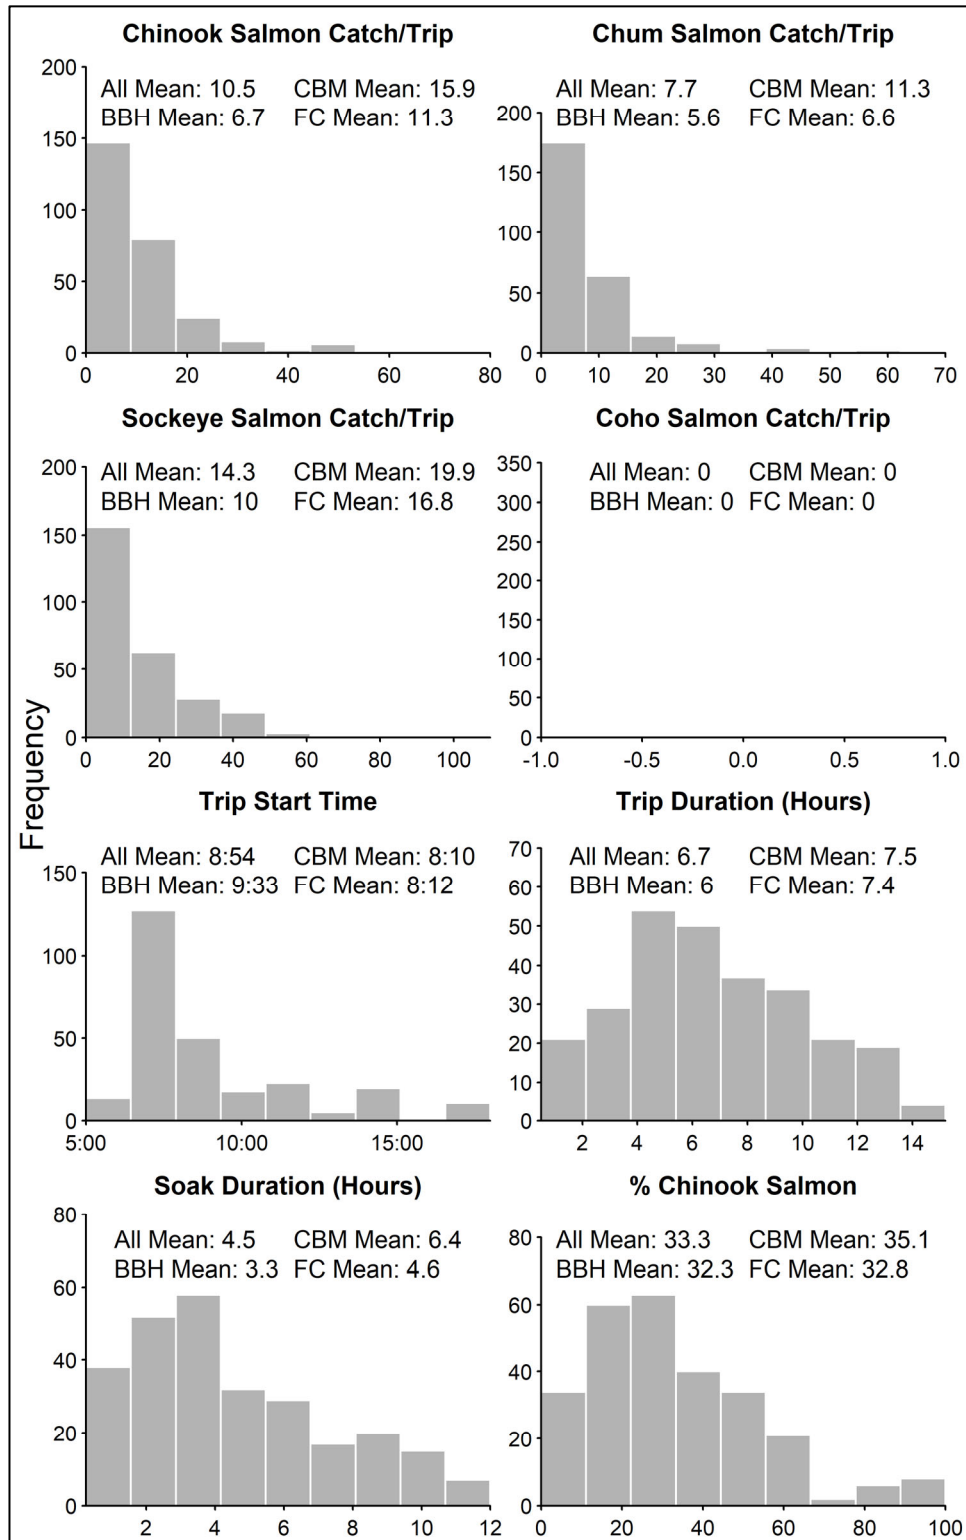 Chinook Salmon Catch/Trip
All Mean: 10.5 CBM Mean: 15.9
BBH Mean: 6.7 FC Mean: 11.3
200
150
100
50
0
0 20 40 60 80
Chum Salmon Catch/Trip
All Mean: 7.7 CBM Mean: 11.3
BBH Mean: 5.6 FC Mean: 6.6
200
150
100
50
0
0 10 20 30 40 50 60 70
Sockeye Salmon Catch/Trip
All Mean: 14.3 CBM Mean: 19.9
BBH Mean: 10 FC Mean: 16.8
200
150
100
50
0
0 20 40 60 80 100
Coho Salmon Catch/Trip
All Mean: 0 CBM Mean: 0
BBH Mean: 0 FC Mean: 0
350
300
250
200
150
100
50
0
-1.0 -0.5 0.0 0.5 1.0
Frequency
Trip Start Time
All Mean: 8:54 CBM Mean: 8:10
BBH Mean: 9:33 FC Mean: 8:12
150
100
50
0
5:00 10:00 15:00
Trip Duration (Hours)
All Mean: 6.7 CBM Mean: 7.5
BBH Mean: 6 FC Mean: 7.4
70
60
50
40
30
20
10
0
2 4 6 8 10 12 14
Soak Duration (Hours)
All Mean: 4.5 CBM Mean: 6.4
BBH Mean: 3.3 FC Mean: 4.6
80
60
40
20
0
2 4 6 8 10 12
% Chinook Salmon
All Mean: 33.3 CBM Mean: 35.1
BBH Mean: 32.3 FC Mean: 32.8
80
60
40
20
0
0 20 40 60 80 100